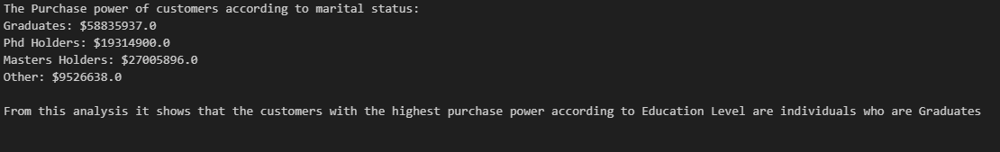 The Purchase power of customers according to marital status:
Graduates: $58835937.0
Phd Holders: $19314900.0
Masters Holders: $27005896.0
Other: $9526638.0
From this analysis it shows that the customers with the highest purchase power according to Education Level are individuals who are Graduates